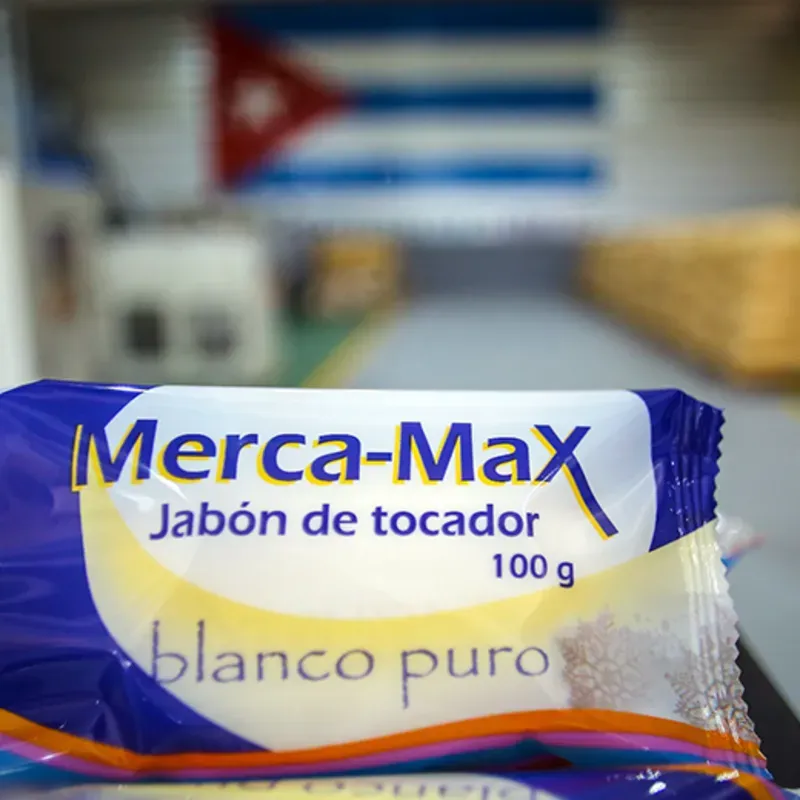 Merca-Max
Jabón de tocador
100 g
blanco puro